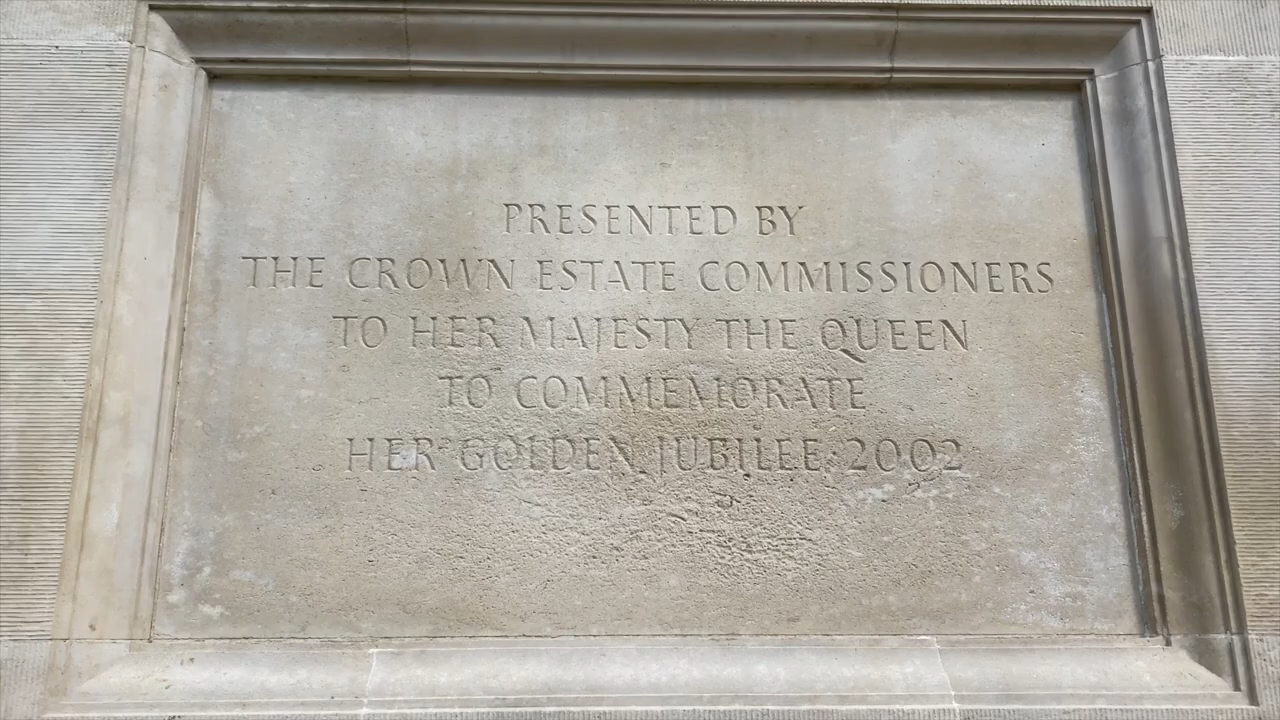 PRESENTED BY
THE CROWN ESTATE COMMISSIONERS
TO HER MAJESTY THE QUEEN
TO COMMEMORATE
HER GOLDEN JUBILEE 2002